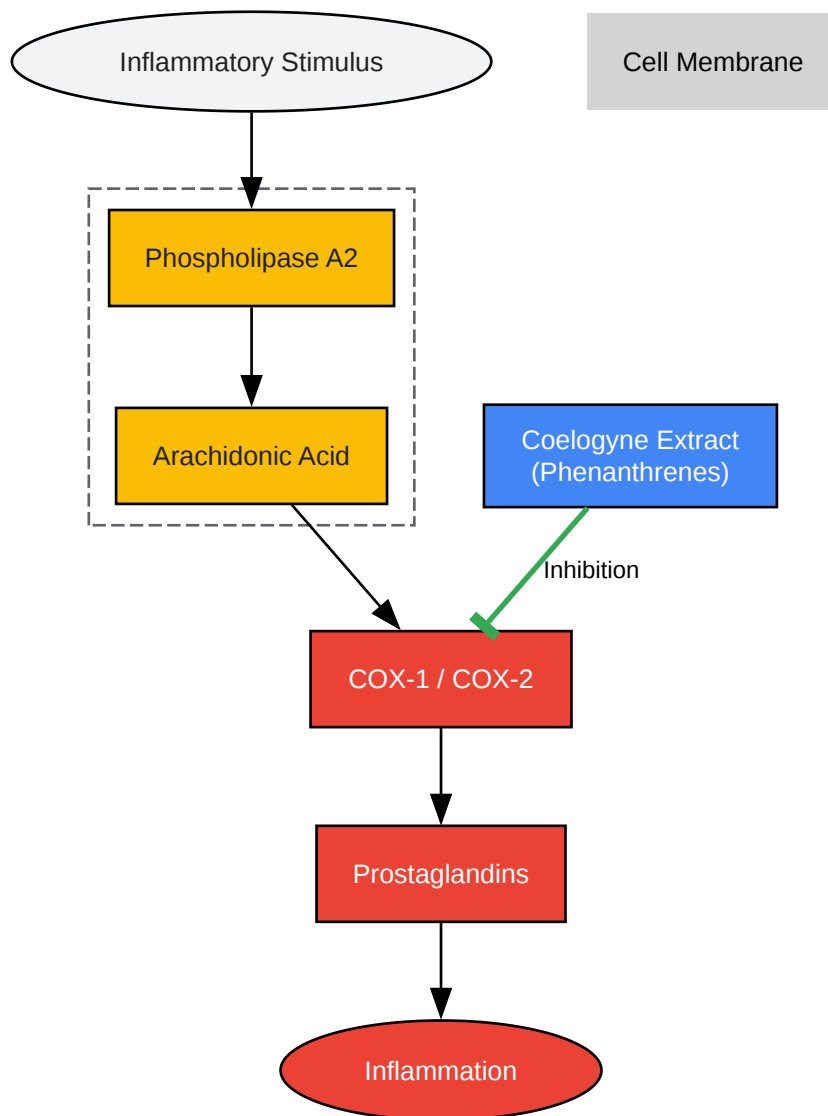 Inflammatory Stimulus
Cell Membrane
Phospholipase A2
Arachidonic Acid
Coelogyne Extract
(Phenanthrenes)
Inhibition
COX-1 / COX-2
Prostaglandins
Inflammation